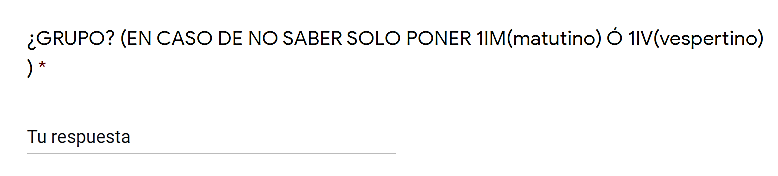 ¿GRUPO? (EN CASO DE NO SABER SOLO PONER 1IM(matutino) Ó 1IV(vespertino)
) *
Tu respuesta